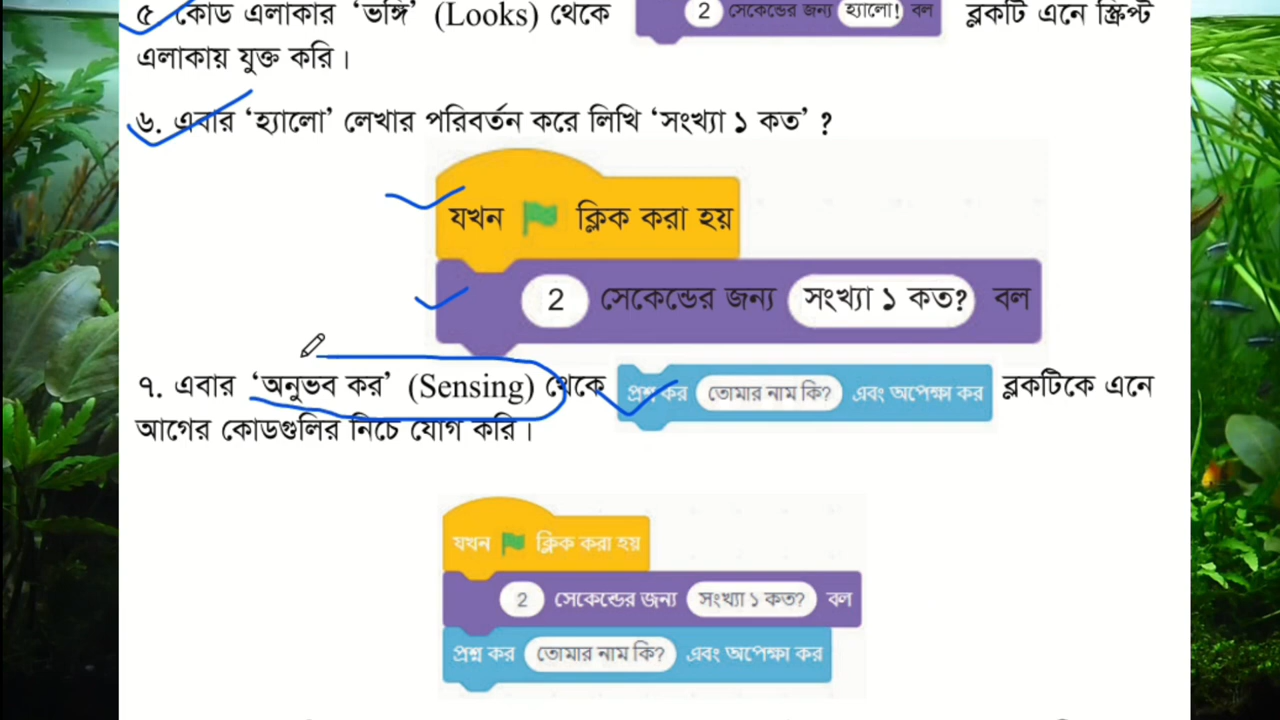 ৫ কোড এলাকার ‘ভঙ্গি’ (Looks) থেকে 2 সেকেন্ডের জন্য হ্যালো! বল ব্লকটি এনে স্ক্রিপ্ট
এলাকায় যুক্ত করি।
৬. এবার ‘হ্যালো’ লেখার পরিবর্তন করে লিখি ‘সংখ্যা ১ কত’ ?
যখন ক্লিক করা হয়
2 সেকেন্ডের জন্য সংখ্যা ১ কত? বল
৭. এবার ‘অনুভব কর’ (Sensing) থেকে প্রশ্ন কর তোমার নাম কি? এবং অপেক্ষা কর ব্লকটিকে এনে
আগের কোডগুলির নিচে যোগ করি।
যখন ক্লিক করা হয়
2 সেকেন্ডের জন্য সংখ্যা ১ কত? বল
প্রশ্ন কর তোমার নাম কি? এবং অপেক্ষা কর